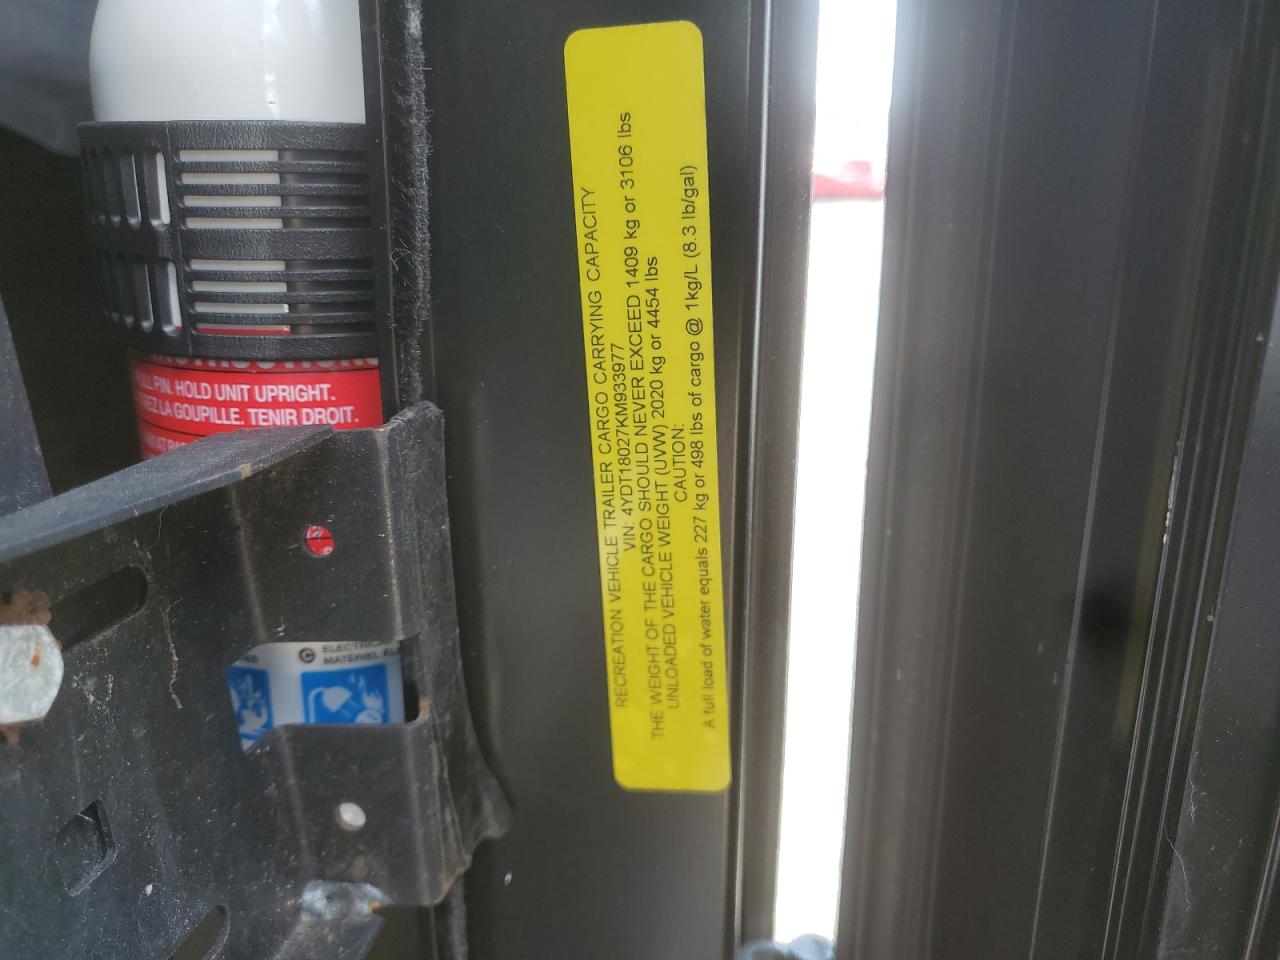 RECREATION VEHICLE TRAILER CARGO CARRYING CAPACITY
VIN: 4YDT18027KM933977
THE WEIGHT OF THE CARGO SHOULD NEVER EXCEED 1409 kg or 3106 lbs
UNLOADED VEHICLE WEIGHT (UVW) 2020 kg or 4454 lbs
CAUTION:
A full load of water equals 227 kg or 498 lbs of cargo @ 1kg/L (8.3 lb/gal)
PIN. HOLD UNIT UPRIGHT.
LA GOUPILLE. TENIR DROIT.
C